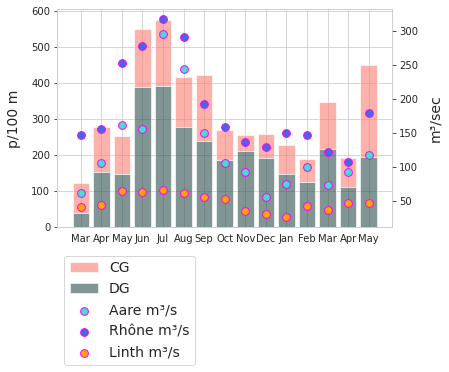 600
500
400
300
200
100
0
p/100 m
300
250
200
150
100
50
m³/sec
Mar Apr May Jun Jul Aug Sep Oct Nov Dec Jan Feb Mar Apr May
CG
DG
Aare m³/s
Rhône m³/s
Linth m³/s